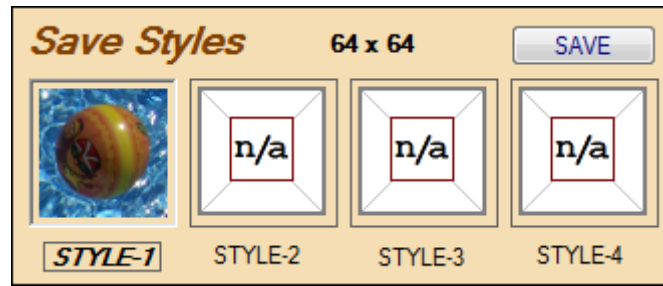 Save Styles 64 x 64 SAVE
n/a n/a n/a
STYLE-1 STYLE-2 STYLE-3 STYLE-4